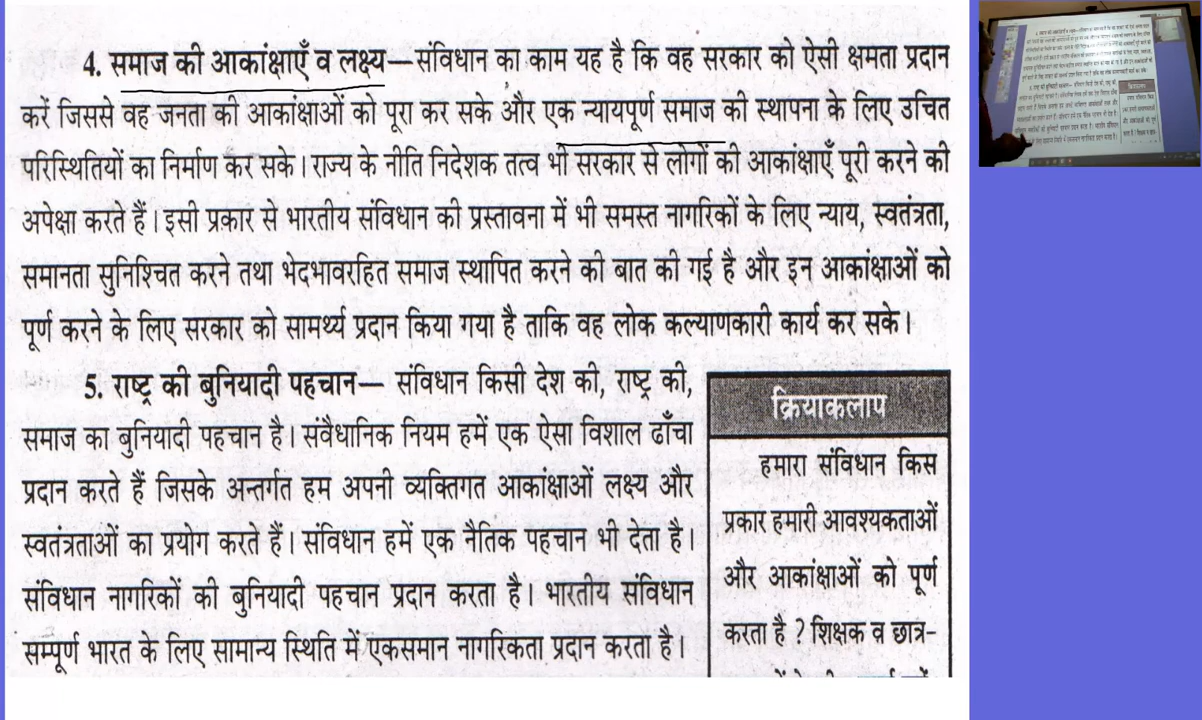 4. समाज की आकांक्षाएँ व लक्ष्य—संविधान का काम यह है कि वह सरकार को ऐसी क्षमता प्रदान
करें जिससे वह जनता की आकांक्षाओं को पूरा कर सके और एक न्यायपूर्ण समाज की स्थापना के लिए उचित
परिस्थितियों का निर्माण कर सके। राज्य के नीति निदेशक तत्व भी सरकार से लोगों की आकांक्षाएँ पूरी करने की
अपेक्षा करते हैं। इसी प्रकार से भारतीय संविधान की प्रस्तावना में भी समस्त नागरिकों के लिए न्याय, स्वतंत्रता,
समानता सुनिश्चित करने तथा भेदभावरहित समाज स्थापित करने की बात की गई है और इन आकांक्षाओं को
पूर्ण करने के लिए सरकार को सामर्थ्य प्रदान किया गया है ताकि वह लोक कल्याणकारी कार्य कर सके।
5. राष्ट्र की बुनियादी पहचान— संविधान किसी देश की, राष्ट्र की,
समाज का बुनियादी पहचान है। संवैधानिक नियम हमें एक ऐसा विशाल ढाँचा
प्रदान करते हैं जिसके अन्तर्गत हम अपनी व्यक्तिगत आकांक्षाओं लक्ष्य और
स्वतंत्रताओं का प्रयोग करते हैं। संविधान हमें एक नैतिक पहचान भी देता है।
संविधान नागरिकों की बुनियादी पहचान प्रदान करता है। भारतीय संविधान
सम्पूर्ण भारत के लिए सामान्य स्थिति में एकसमान नागरिकता प्रदान करता है।
क्रियाकलाप
हमारा संविधान किस
प्रकार हमारी आवश्यकताओं
और आकांक्षाओं को पूर्ण
करता है ? शिक्षक व छात्र-